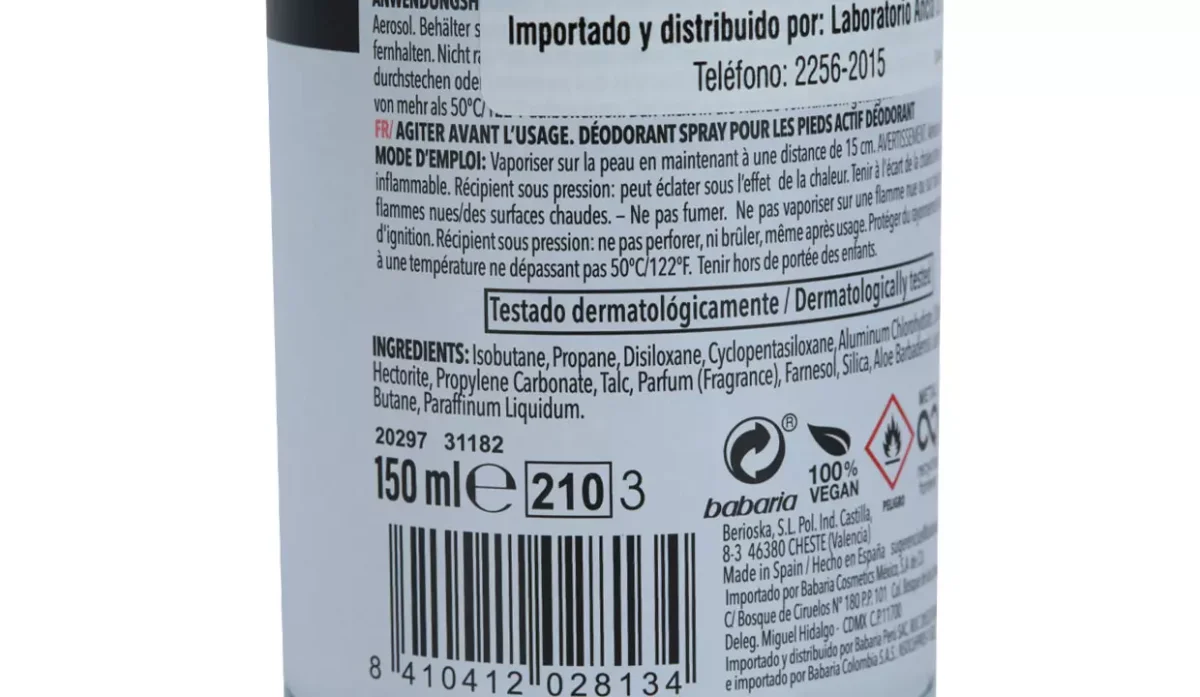 Importado y distribuido por: Laboratorio Ancla
Teléfono: 2256-2015
ANWENDUNGSH
Aerosol. Behälter s
fernhalten. Nicht ra
durchstechen ode
von mehr als 50°C/
FR/ AGITER AVANT L'USAGE. DÉODORANT SPRAY POUR LES PIEDS ACTIF DÉODORANT
MODE D'EMPLOI: Vaporiser sur la peau en maintenant à une distance de 15 cm. AVERTISSEMENT.
inflammable. Récipient sous pression: peut éclater sous l'effet de la chaleur. Tenir à l'écart de la
flammes nues/des surfaces chaudes. – Ne pas fumer. Ne pas vaporiser sur une flamme nue ou sur
d'ignition. Récipient sous pression: ne pas perforer, ni brûler, même après usage. Protéger du
à une température ne dépassant pas 50°C/122°F. Tenir hors de portée des enfants.
Testado dermatológicamente / Dermatologically tested
INGREDIENTS: Isobutane, Propane, Disiloxane, Cyclopentasiloxane, Aluminum Chlorohydrate,
Hectorite, Propylene Carbonate, Talc, Parfum (Fragrance), Farnesol, Silica, Aloe Barbadensis
Butane, Paraffinum Liquidum.
20297 31182
150 ml e 210 3
®
babaria
100%
VEGAN
PELIGRO
Berioska, S.L. Pol. Ind. Castilla,
8-3 46380 CHESTE (Valencia)
Made in Spain / Hecho en España
Importado por Babaria Cosmetics México, S.A de C.V
C/ Bosque de Ciruelos Nº 180 P.P. 101 Col.
Deleg. Miguel Hidalgo - CDMX C.P.11700
Importado y distribuido por Babaria Perú SAC
e importado por Babaria Colombia S.A.S.,
8 410412 028134